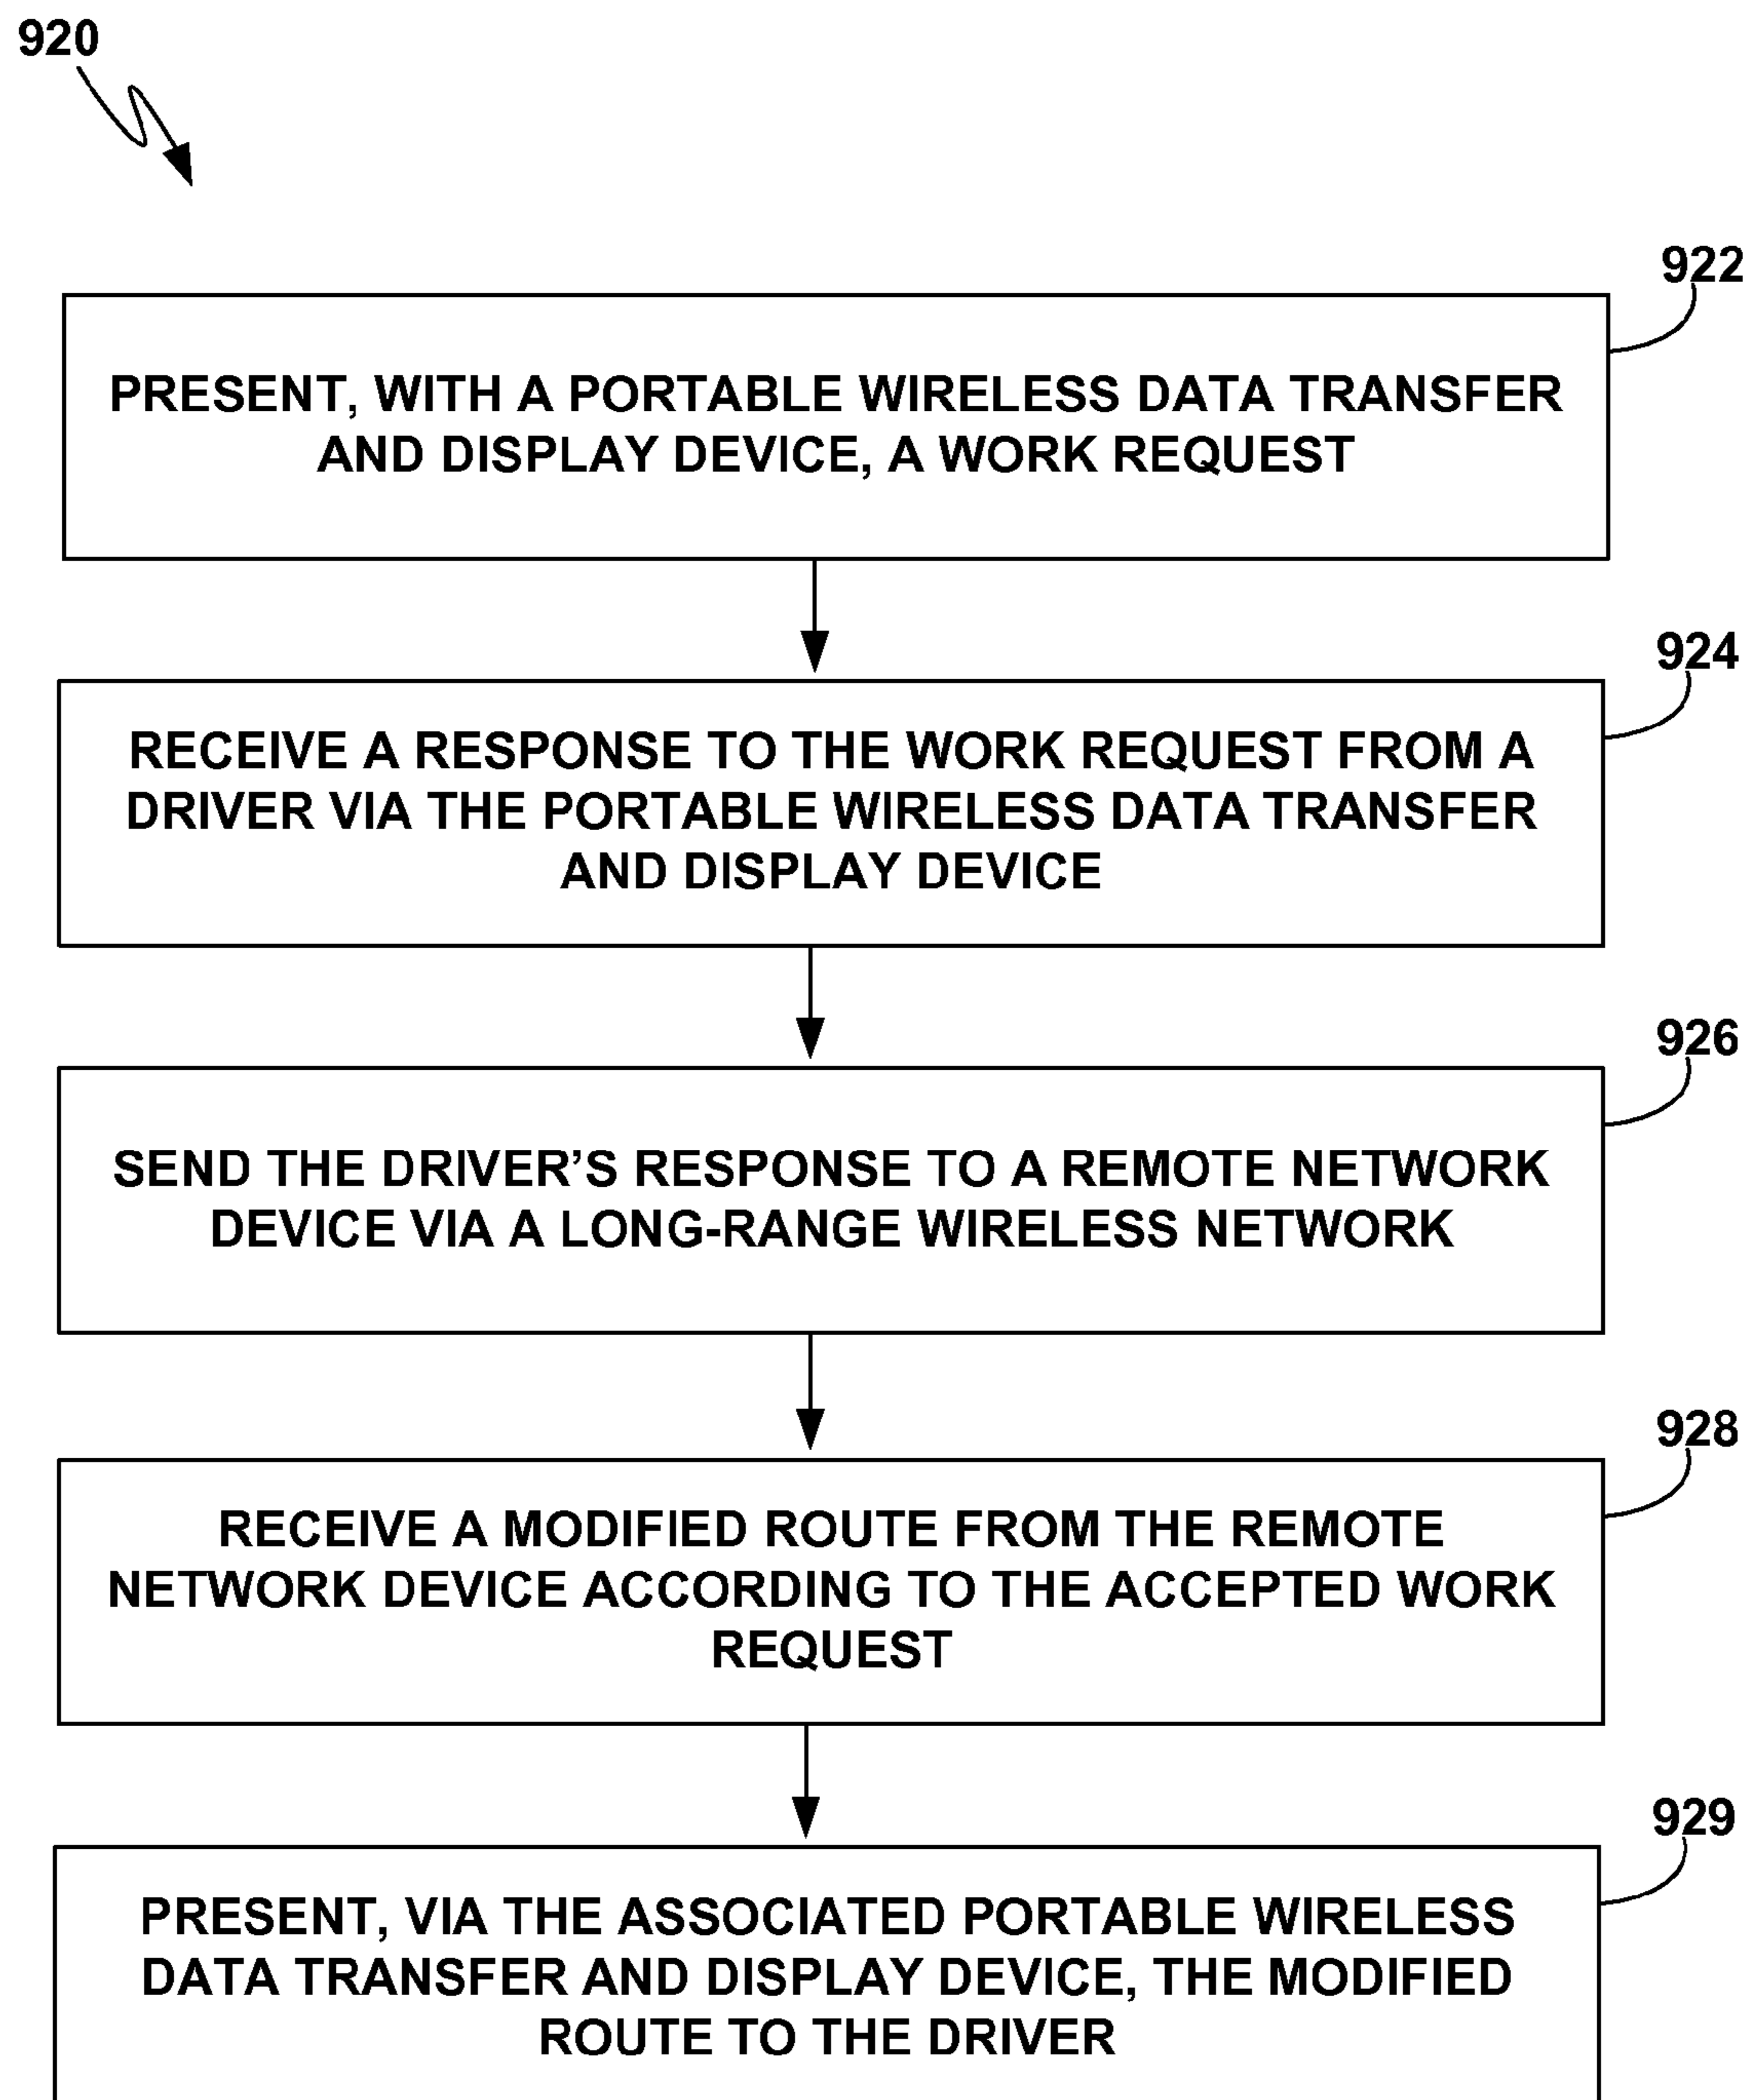 920
922
PRESENT, WITH A PORTABLE WIRELESS DATA TRANSFER
AND DISPLAY DEVICE, A WORK REQUEST
924
RECEIVE A RESPONSE TO THE WORK REQUEST FROM A
DRIVER VIA THE PORTABLE WIRELESS DATA TRANSFER
AND DISPLAY DEVICE
926
SEND THE DRIVER’S RESPONSE TO A REMOTE NETWORK
DEVICE VIA A LONG-RANGE WIRELESS NETWORK
928
RECEIVE A MODIFIED ROUTE FROM THE REMOTE
NETWORK DEVICE ACCORDING TO THE ACCEPTED WORK
REQUEST
929
PRESENT, VIA THE ASSOCIATED PORTABLE WIRELESS
DATA TRANSFER AND DISPLAY DEVICE, THE MODIFIED
ROUTE TO THE DRIVER